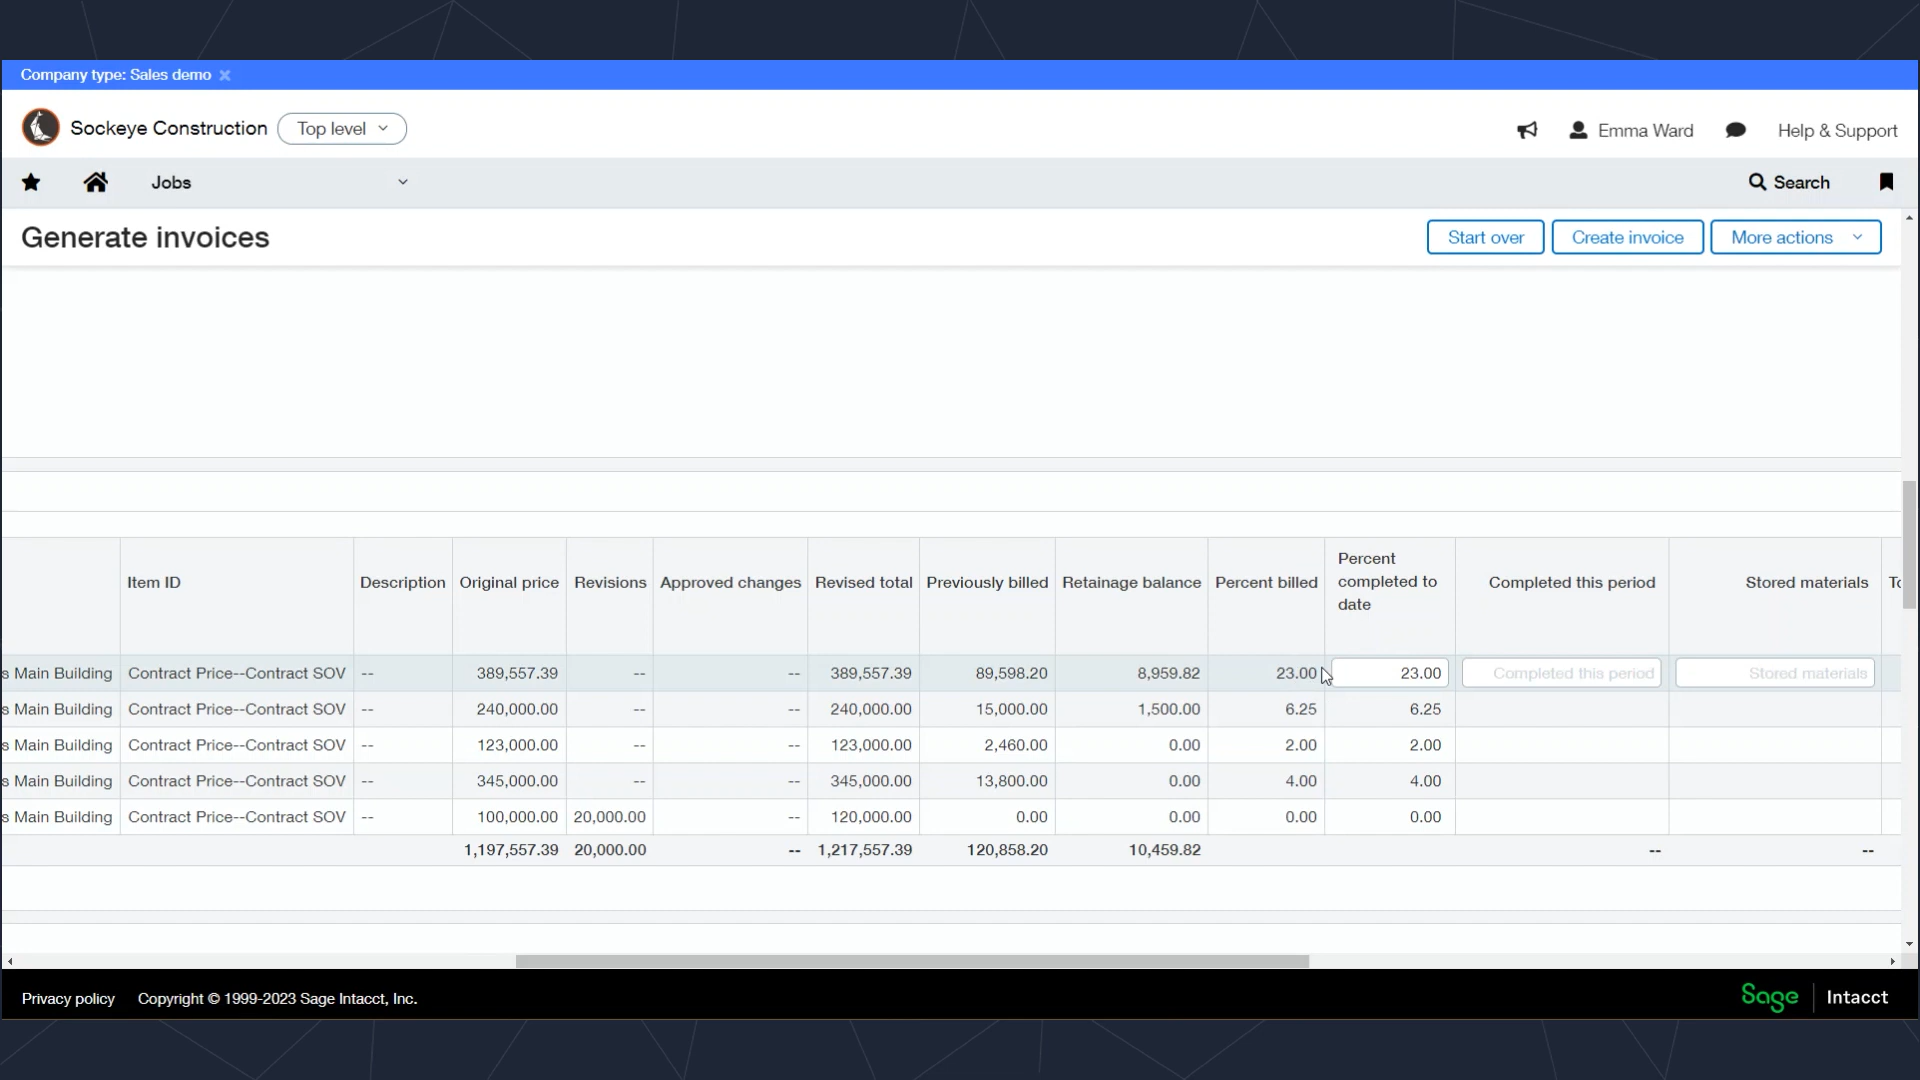 Company type: Sales demo
Sockeye Construction Top level Emma Ward Help & Support
Jobs Search
Generate invoices Start over Create invoice More actions
Item ID Description Original price Revisions Approved changes Revised total Previously billed Retainage balance Percent billed Percent completed to date Completed this period Stored materials
s Main Building Contract Price--Contract SOV -- 389,557.39 -- -- 389,557.39 89,598.20 8,959.82 23.00 23.00 Completed this period Stored materials
s Main Building Contract Price--Contract SOV -- 240,000.00 -- -- 240,000.00 15,000.00 1,500.00 6.25 6.25
s Main Building Contract Price--Contract SOV -- 123,000.00 -- -- 123,000.00 2,460.00 0.00 2.00 2.00
s Main Building Contract Price--Contract SOV -- 345,000.00 -- -- 345,000.00 13,800.00 0.00 4.00 4.00
s Main Building Contract Price--Contract SOV -- 100,000.00 20,000.00 -- 120,000.00 0.00 0.00 0.00 0.00
1,197,557.39 20,000.00 -- 1,217,557.39 120,858.20 10,459.82 -- --
Privacy policy Copyright © 1999-2023 Sage Intacct, Inc. Sage Intacct